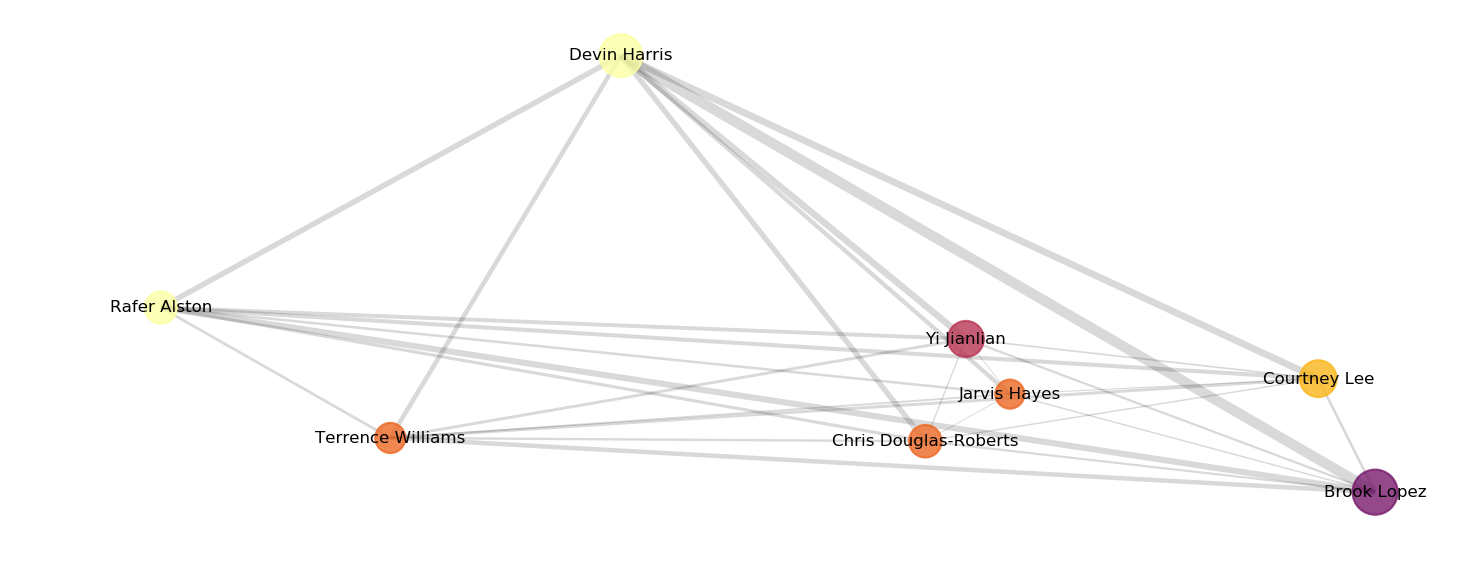 Devin Harris
Rafer Alston
Yi Jianlian
Courtney Lee
Jarvis Hayes
Terrence Williams
Chris Douglas-Roberts
Brook Lopez